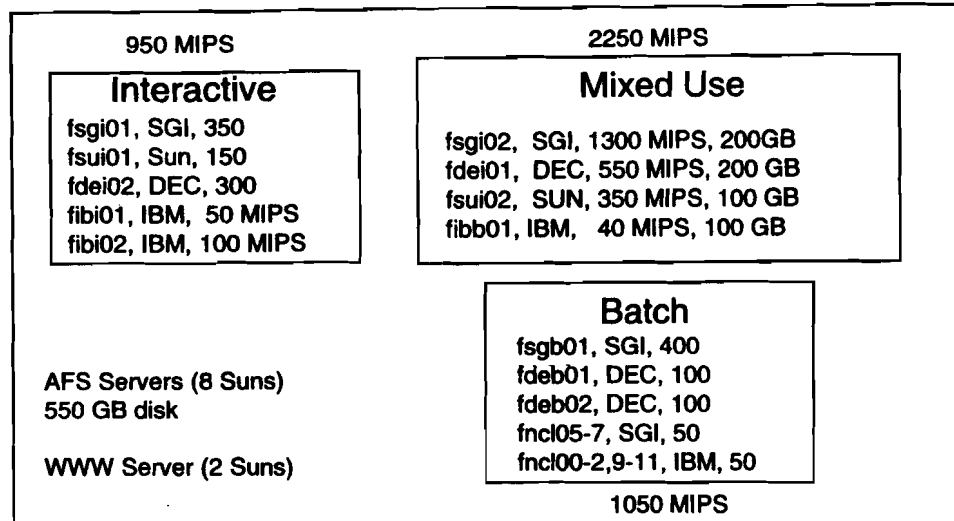 950 MIPS
Interactive
fsgi01, SGI, 350
fsui01, Sun, 150
fdei02, DEC, 300
fibi01, IBM, 50 MIPS
fibi02, IBM, 100 MIPS
2250 MIPS
Mixed Use
fsgi02, SGI, 1300 MIPS, 200GB
fdei01, DEC, 550 MIPS, 200 GB
fsui02, SUN, 350 MIPS, 100 GB
fibb01, IBM, 40 MIPS, 100 GB
Batch
fsgb01, SGI, 400
fdeb01, DEC, 100
fdeb02, DEC, 100
fncl05-7, SGI, 50
fncl00-2,9-11, IBM, 50
1050 MIPS
AFS Servers (8 Suns)
550 GB disk
WWW Server (2 Suns)